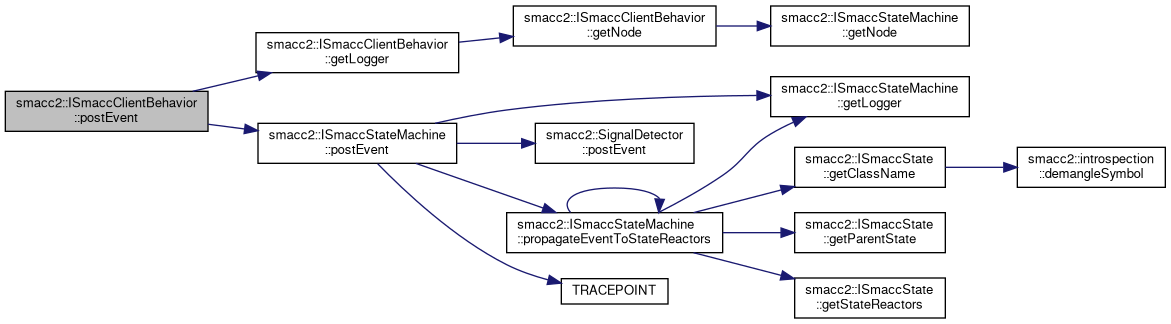 smacc2::ISmaccClientBehavior
::postEvent
smacc2::ISmaccClientBehavior
::getLogger
smacc2::ISmaccClientBehavior
::getNode
smacc2::ISmaccStateMachine
::getNode
smacc2::ISmaccStateMachine
::postEvent
smacc2::ISmaccStateMachine
::getLogger
smacc2::SignalDetector
::postEvent
smacc2::ISmaccStateMachine
::propagateEventToStateReactors
smacc2::ISmaccState
::getClassName
smacc2::introspection
::demangleSymbol
smacc2::ISmaccState
::getParentState
smacc2::ISmaccState
::getStateReactors
TRACEPOINT